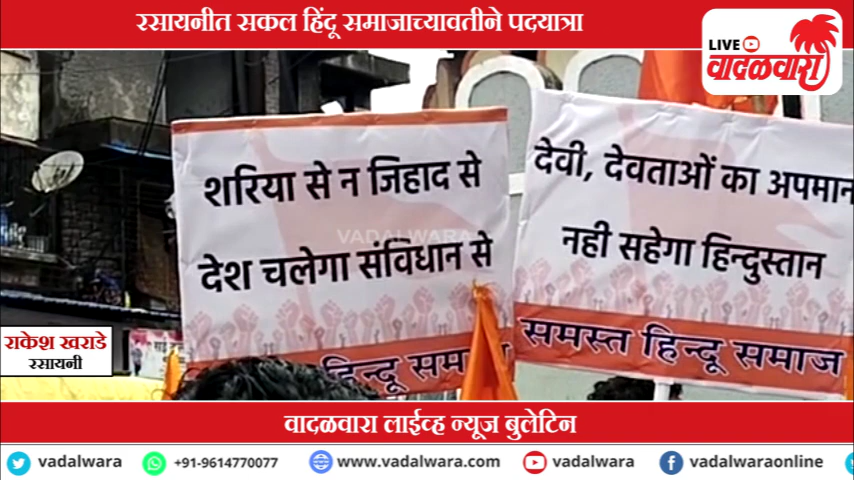 रसायनीत सकल हिंदू समाजाच्यावतीने पदयात्रा
LIVE
वादळवारा
शरिया से न जिहाद से
देश चलेगा संविधान से
हिन्दू समाज
देवी, देवताओं का अपमान
नही सहेगा हिन्दुस्तान
समस्त हिन्दू समाज
VADALWARA
राकेश खराडे
रसायनी
वादळवारा लाईव्ह न्यूज बुलेटिन
vadalwara
+91-9614770077
www.vadalwara.com
vadalwara
vadalwaraonline